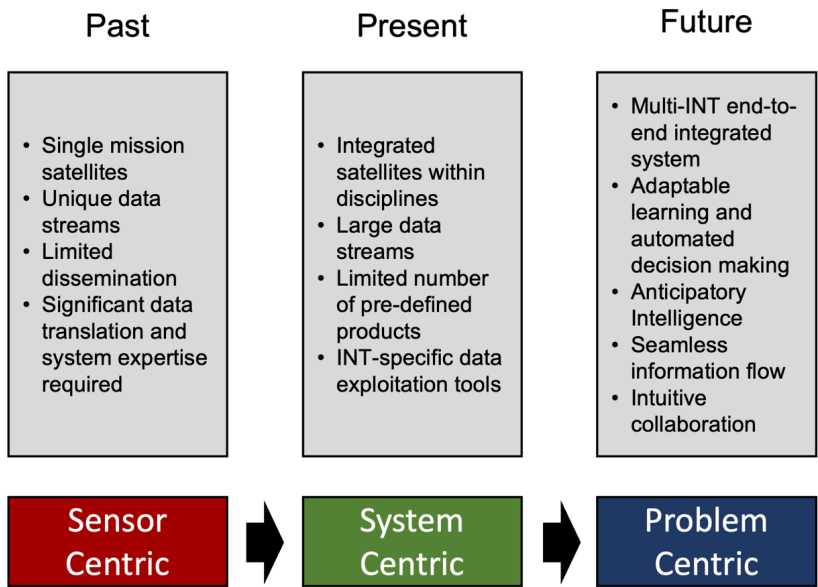 Past
• Single mission
satellites
• Unique data
streams
• Limited
dissemination
• Significant data
translation and
system expertise
required
Sensor
Centric
Present
• Integrated
satellites within
disciplines
• Large data
streams
• Limited number
of pre-defined
products
• INT-specific data
exploitation tools
System
Centric
Future
• Multi-INT end-to-
end integrated
system
• Adaptable
learning and
automated
decision making
• Anticipatory
Intelligence
• Seamless
information flow
• Intuitive
collaboration
Problem
Centric